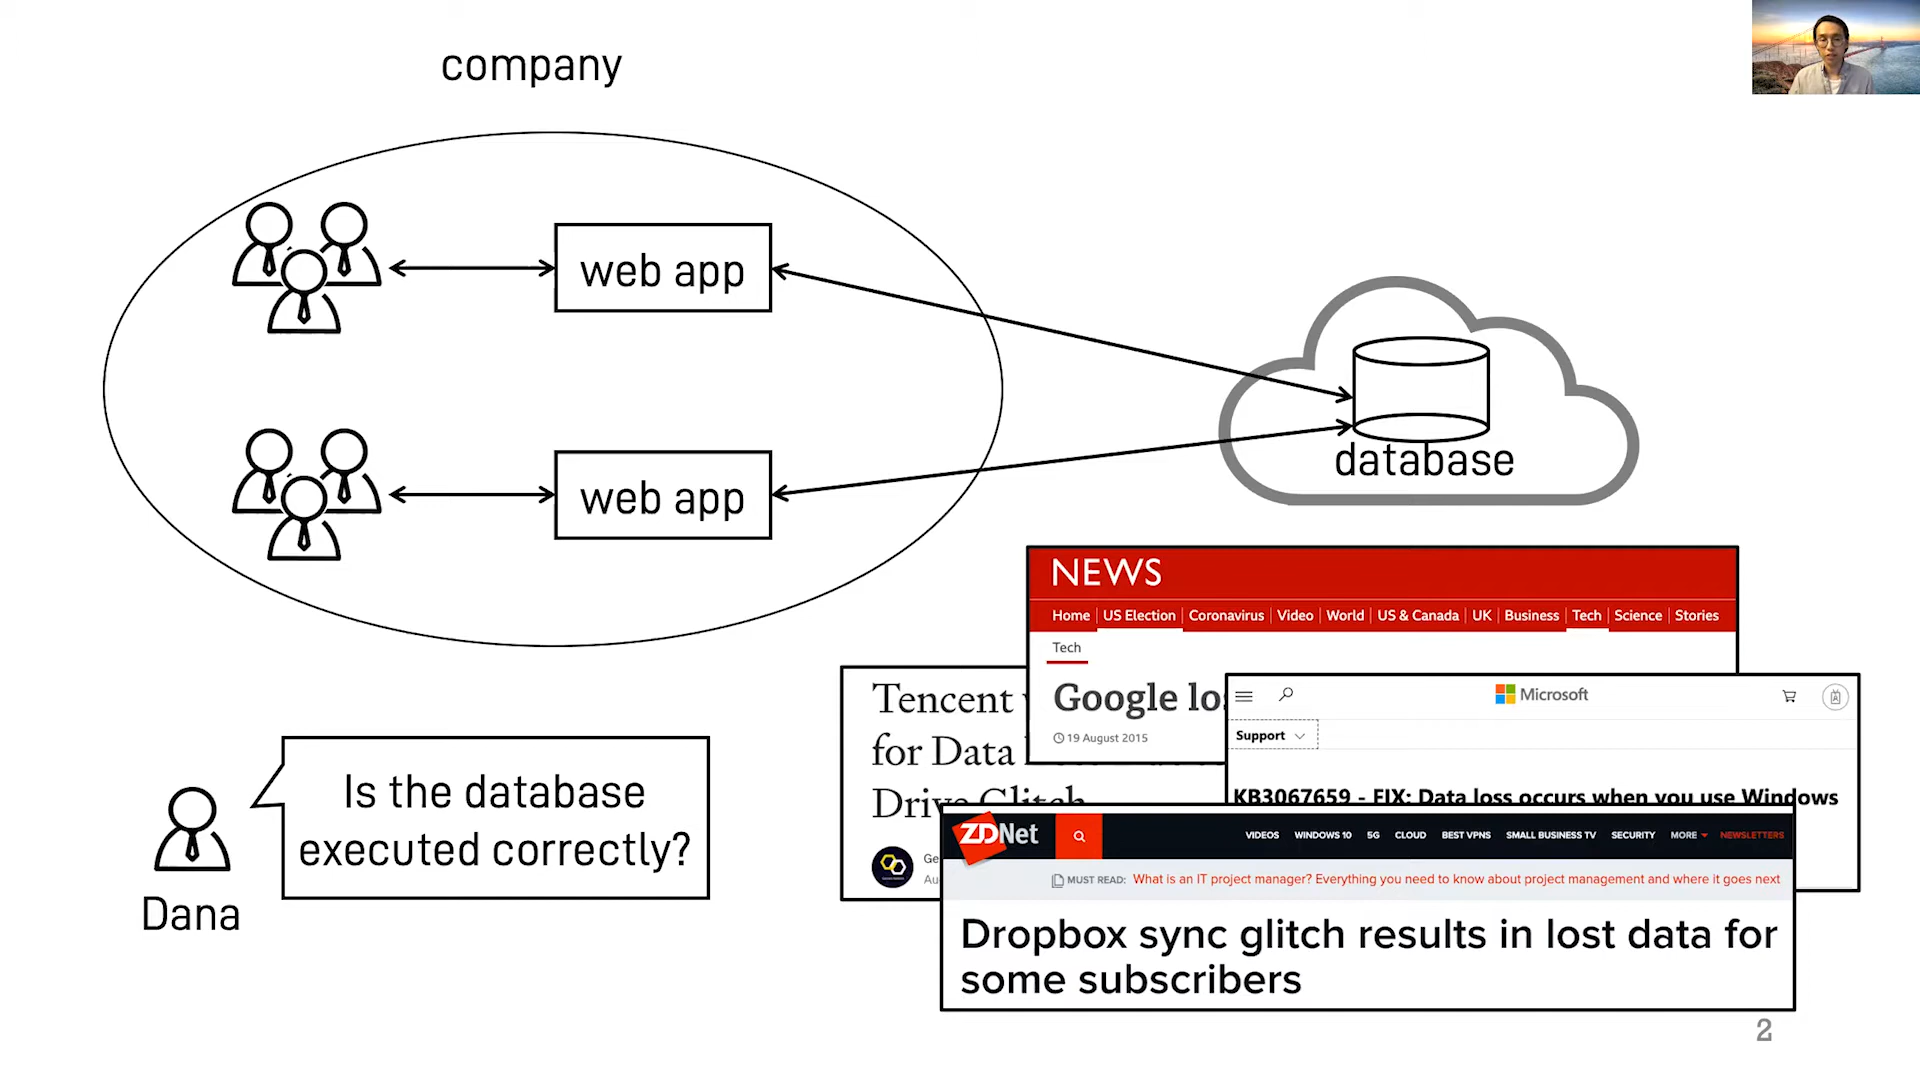 company
web app
web app
database
Is the database
executed correctly?
Dana
NEWS
Home US Election Coronavirus Video World US & Canada UK Business Tech Science Stories
Tech
Google
19 August 2015
Tencent
for Data
Drive Glitch
Microsoft
Support
KB3067659 - FIX: Data loss occurs when you use Windows
ZDNet
VIDEOS WINDOWS 10 5G CLOUD BEST VPNS SMALL BUSINESS TV SECURITY MORE NEWSLETTERS
MUST READ: What is an IT project manager? Everything you need to know about project management and where it goes next
Dropbox sync glitch results in lost data for
some subscribers
2